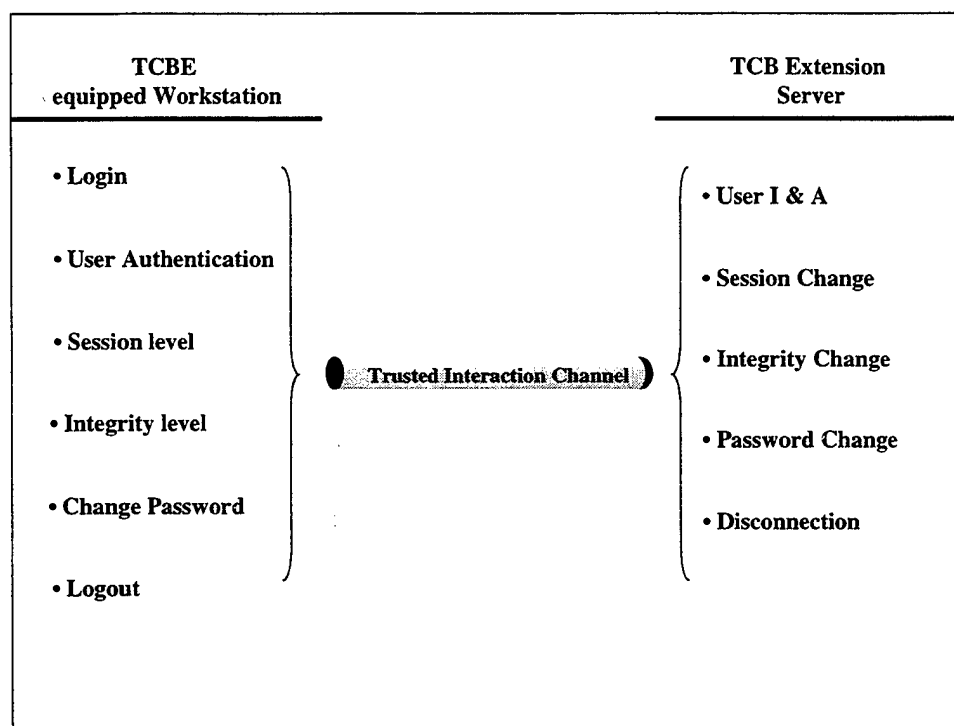 TCBE
equipped Workstation
• Login
• User Authentication
• Session level
• Integrity level
• Change Password
• Logout
Trusted Interaction Channel
TCB Extension
Server
• User I & A
• Session Change
• Integrity Change
• Password Change
• Disconnection